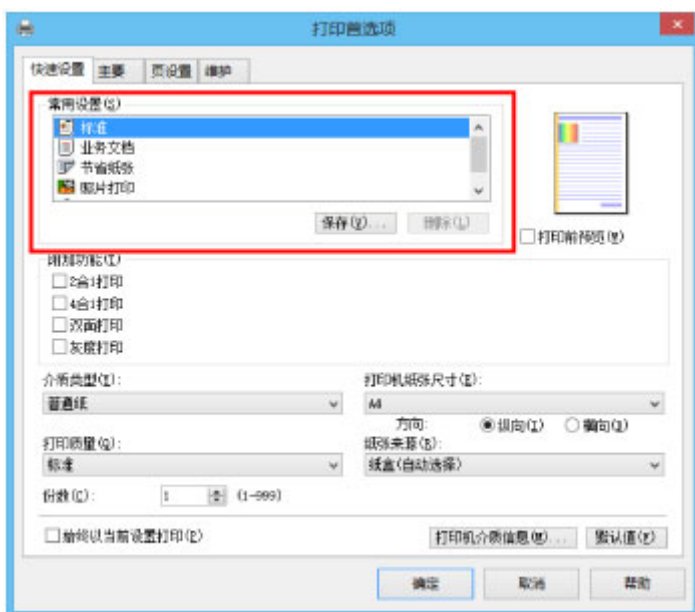 打印首选项
快速设置 主要 页设置 维护
常用设置(S)
标准
业务文档
节省纸张
照片打印
保存(V)... 删除(L)
打印前预览(W)
附加功能(T)
2合1打印
4合1打印
双面打印
灰度打印
介质类型(I): 打印机纸张尺寸(E):
普通纸 A4
方向: 纵向(I) 横向(Q)
打印质量(Q): 纸张来源(B):
标准 纸盒(自动选择)
份数(C): 1 (1-999)
始终以当前设置打印(P)
打印机介质信息(M)... 默认值(F)
确定 取消 帮助